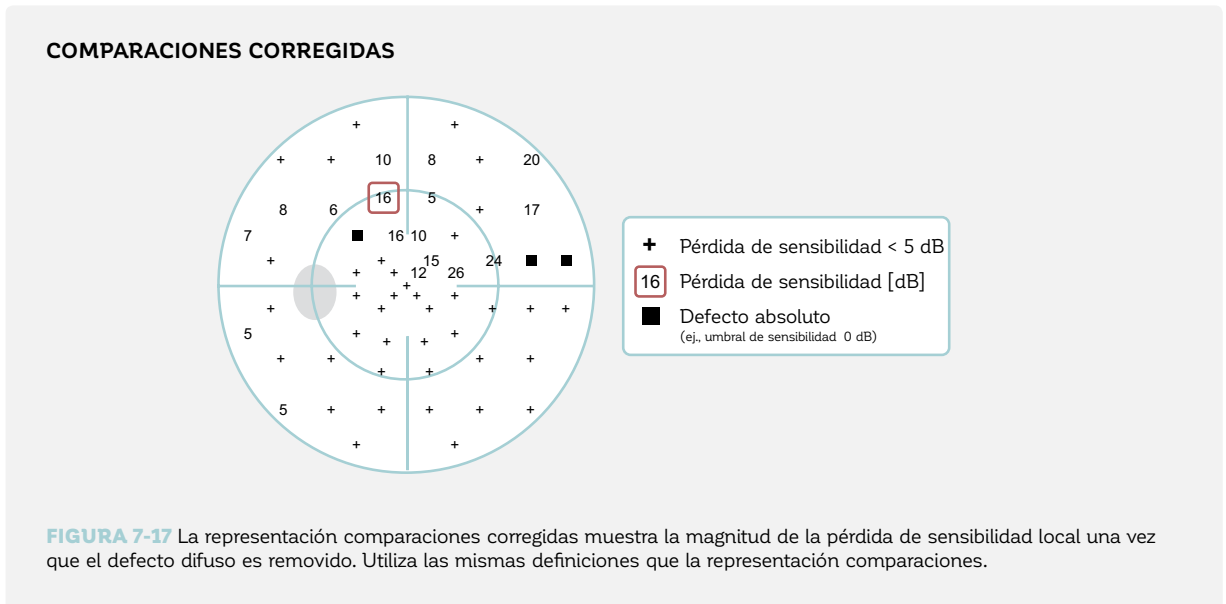 COMPARACIONES CORREGIDAS
+ +
+ + 10 8 + 20
16 5
8 6 + 17
7 ■ 16 10 +
+ + 15 24 ■ ■
+ + 12 26
+
+ + + +
+ + + + + +
5 + +
+ +
+ + + +
+ +
5 + + + + +
+ +
+ Pérdida de sensibilidad < 5 dB
16 Pérdida de sensibilidad [dB]
■ Defecto absoluto
(ej., umbral de sensibilidad 0 dB)
FIGURA 7-17 La representación comparaciones corregidas muestra la magnitud de la pérdida de sensibilidad local una vez
que el defecto difuso es removido. Utiliza las mismas definiciones que la representación comparaciones.